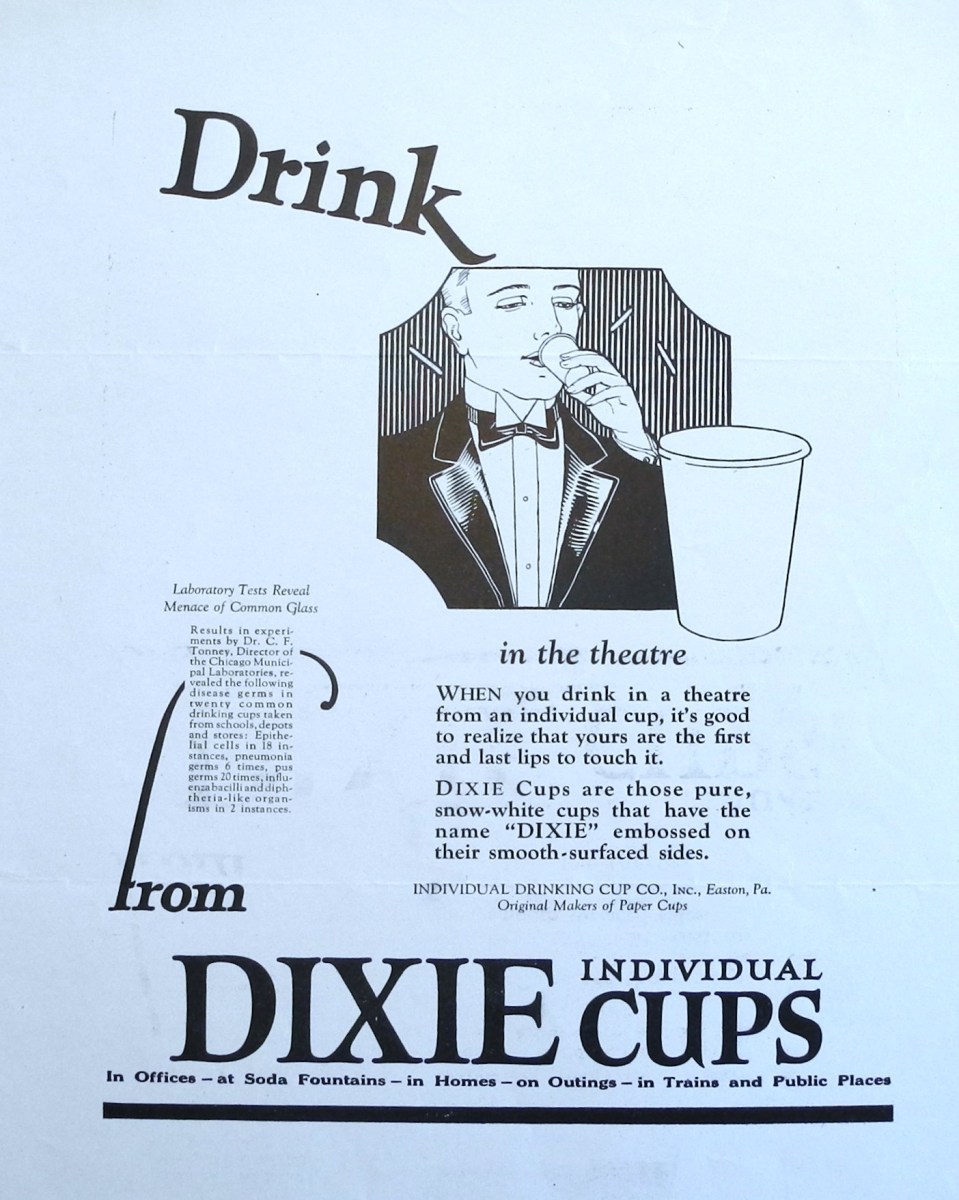 Drink
Laboratory Tests Reveal
Menace of Common Glass
Results in experi-
ments by Dr. C. F.
Tonney, Director of
the Chicago Munici-
pal Laboratories, re-
vealed the following
disease germs in
twenty common
drinking cups taken
from schools, depots
and stores: Epithe-
lial cells in 18 in-
stances, pneumonia
germs 6 times, pus
germs 20 times, influ-
enza bacilli and diph-
theria-like organ-
isms in 2 instances.
in the theatre
WHEN you drink in a theatre
from an individual cup, it's good
to realize that yours are the first
and last lips to touch it.
DIXIE Cups are those pure,
snow-white cups that have the
name "DIXIE" embossed on
their smooth-surfaced sides.
INDIVIDUAL DRINKING CUP CO., INC., Easton, Pa.
Original Makers of Paper Cups
from
DIXIE INDIVIDUAL CUPS
In Offices — at Soda Fountains — in Homes — on Outings — in Trains and Public Places